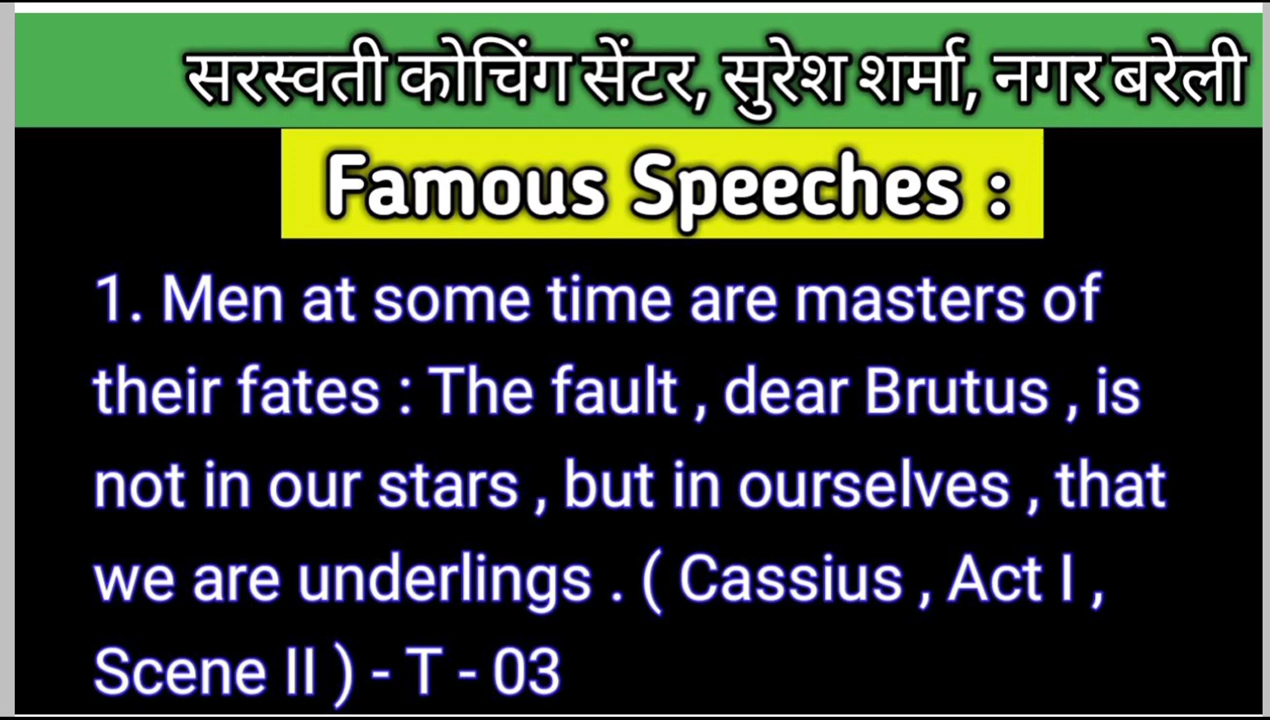 सरस्वती कोचिंग सेंटर, सुरेश शर्मा, नगर बरेली
Famous Speeches :
1. Men at some time are masters of
their fates : The fault , dear Brutus , is
not in our stars , but in ourselves , that
we are underlings . ( Cassius , Act I ,
Scene II ) - T - 03